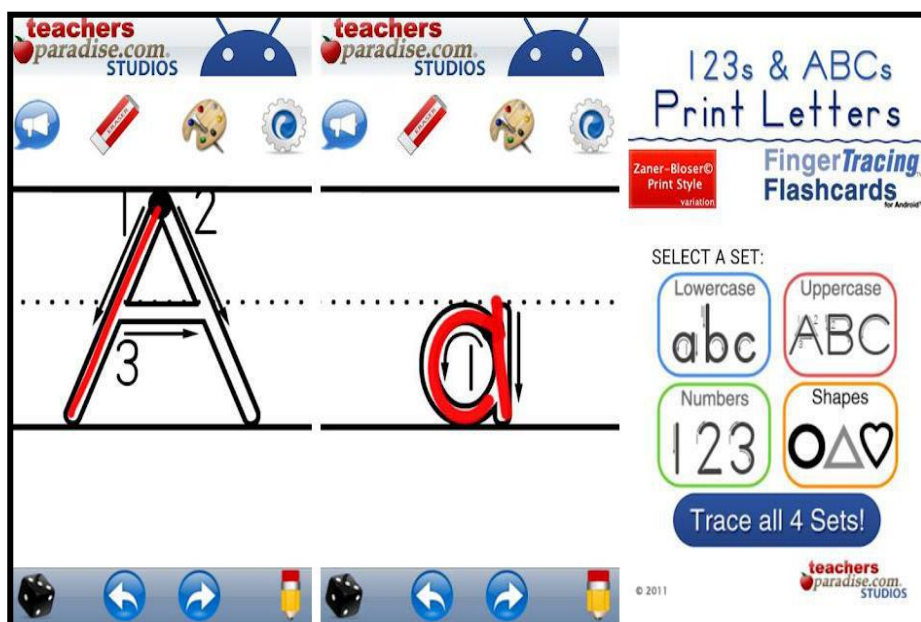 teachers
paradise.com®
STUDIOS
ERASER
1 2
3
teachers
paradise.com®
STUDIOS
ERASER
1
123s & ABCs
Print Letters
Zaner-Bloser©
Print Style
variation
FingerTracing™
Flashcards
for Android™
SELECT A SET:
Lowercase
abc
Uppercase
ABC
Numbers
123
Shapes
Trace all 4 Sets!
© 2011
teachers
paradise.com®
STUDIOS